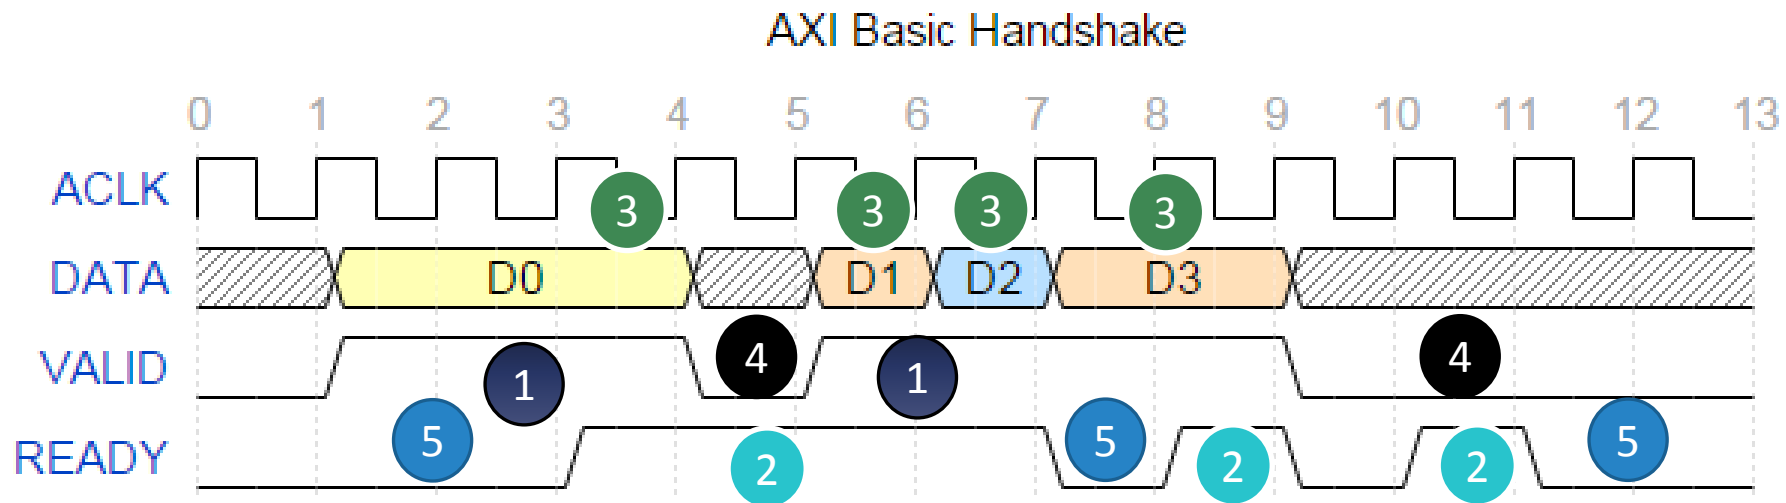 AXI Basic Handshake
0 1 2 3 4 5 6 7 8 9 10 11 12 13
ACLK
3 3 3 3
DATA D0 D1 D2 D3
VALID 1 4 1 4
READY 5 2 5 2 2 5